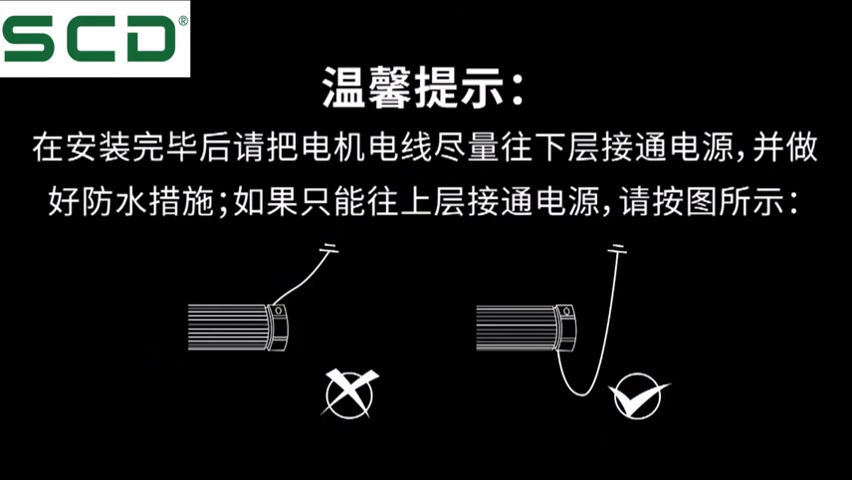 SCD®
温馨提示：
在安装完毕后请把电机电线尽量往下层接通电源，并做
好防水措施；如果只能往上层接通电源，请按图所示：